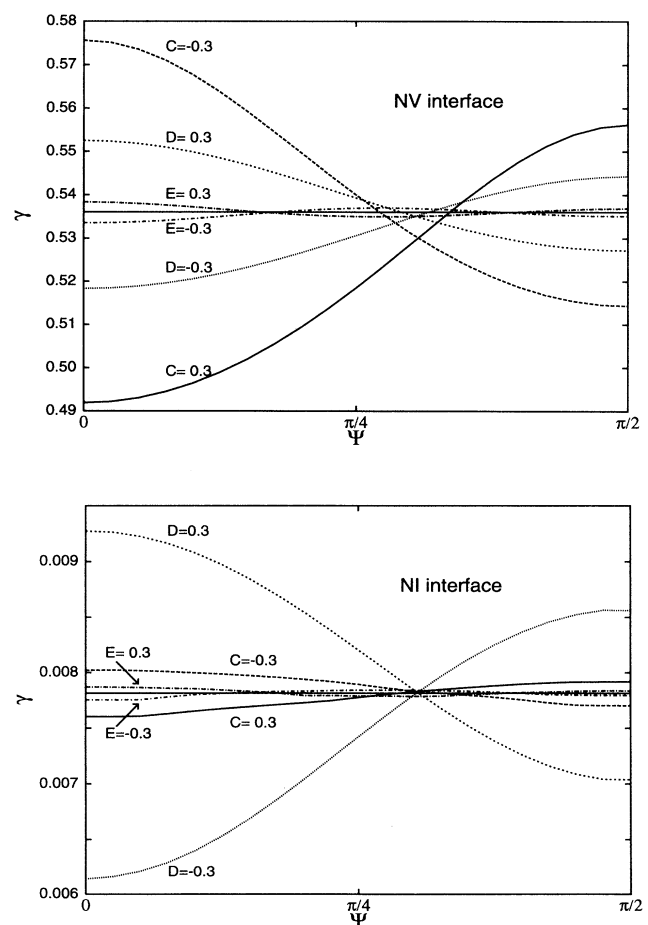 0.58
C=-0.3
0.57
NV interface
0.56
D= 0.3
0.55
E= 0.3
0.54
γ
0.53
E=-0.3
0.52
D=-0.3
0.51
0.50
C= 0.3
0.49
0
π/4
π/2
Ψ
D=0.3
0.009
NI interface
E= 0.3
C=-0.3
0.008
γ
C= 0.3
E=-0.3
0.007
D=-0.3
0.006
0
π/4
π/2
Ψ